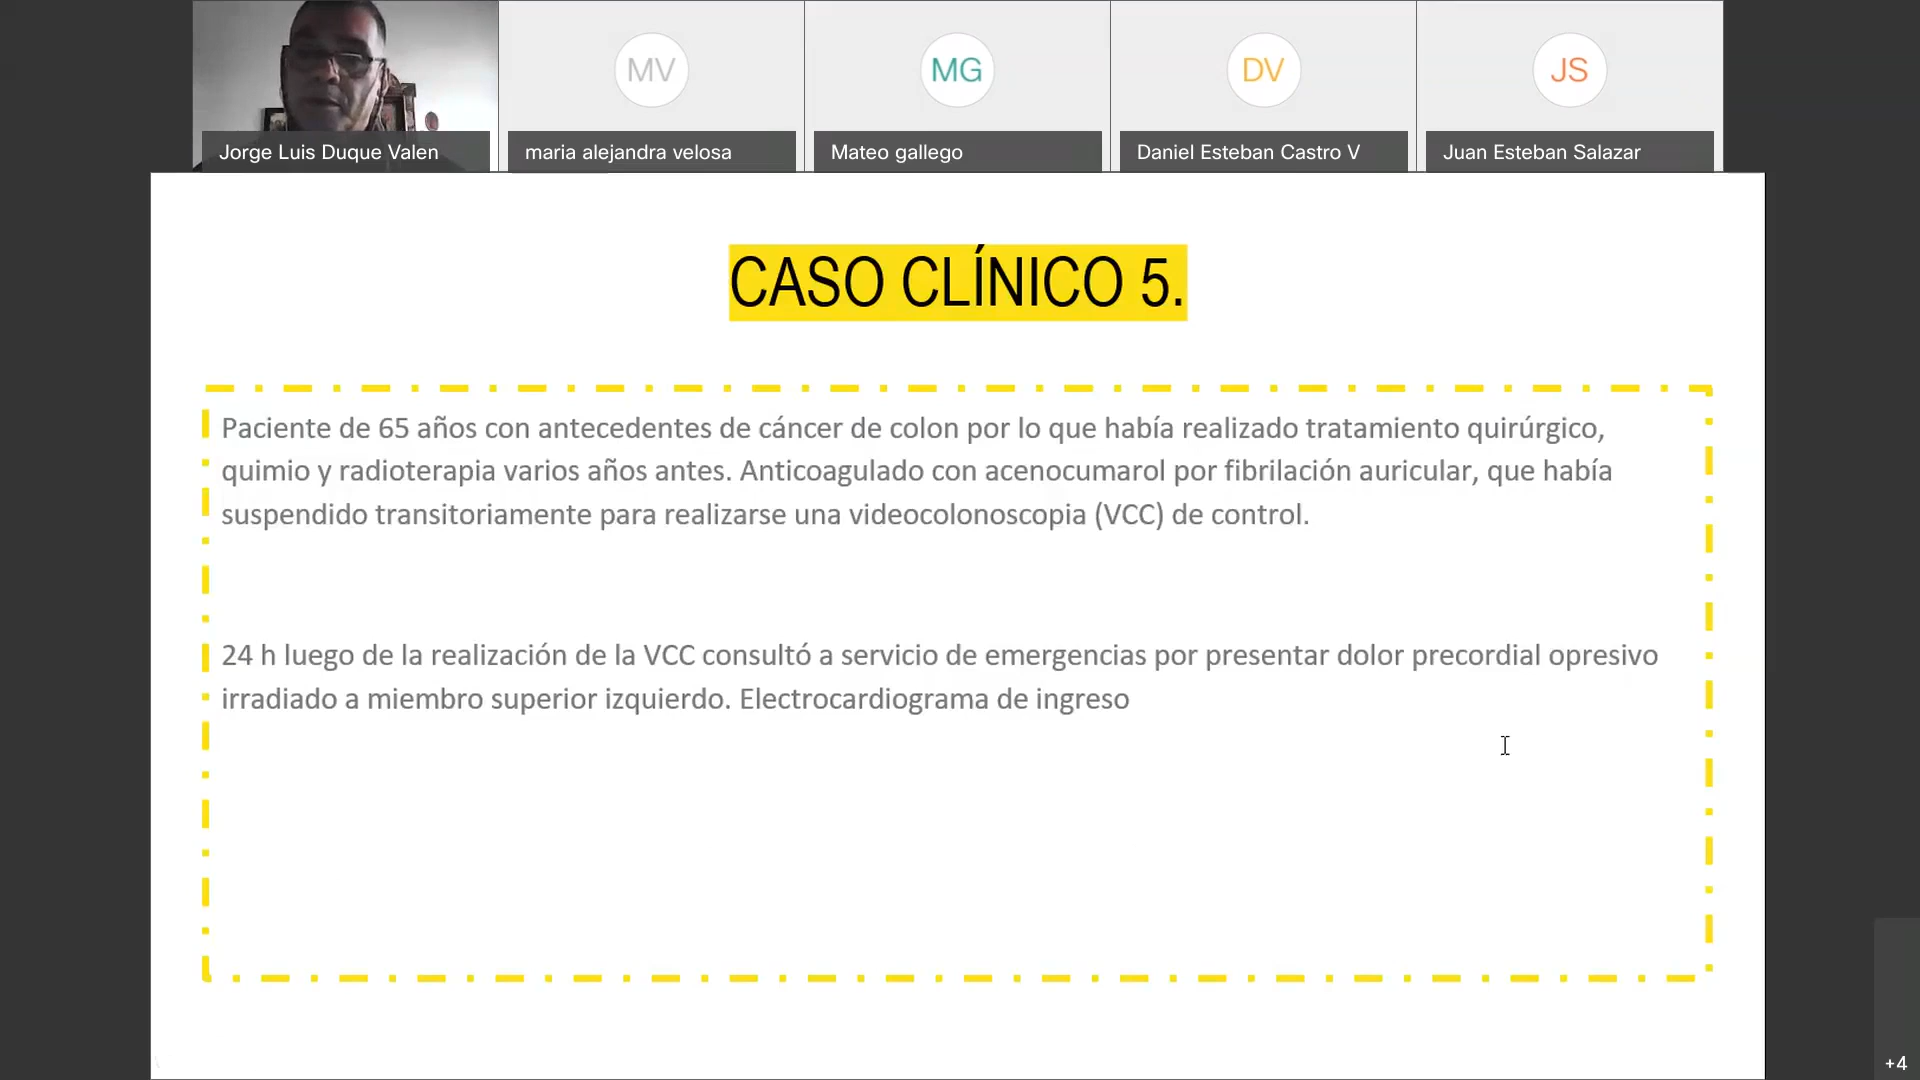 MV
MG
DV
JS
Jorge Luis Duque Valen
maria alejandra velosa
Mateo gallego
Daniel Esteban Castro V
Juan Esteban Salazar
CASO CLÍNICO 5.
Paciente de 65 años con antecedentes de cáncer de colon por lo que había realizado tratamiento quirúrgico,
quimio y radioterapia varios años antes. Anticoagulado con acenocumarol por fibrilación auricular, que había
suspendido transitoriamente para realizarse una videocolonoscopia (VCC) de control.
24 h luego de la realización de la VCC consultó a servicio de emergencias por presentar dolor precordial opresivo
irradiado a miembro superior izquierdo. Electrocardiograma de ingreso
+4